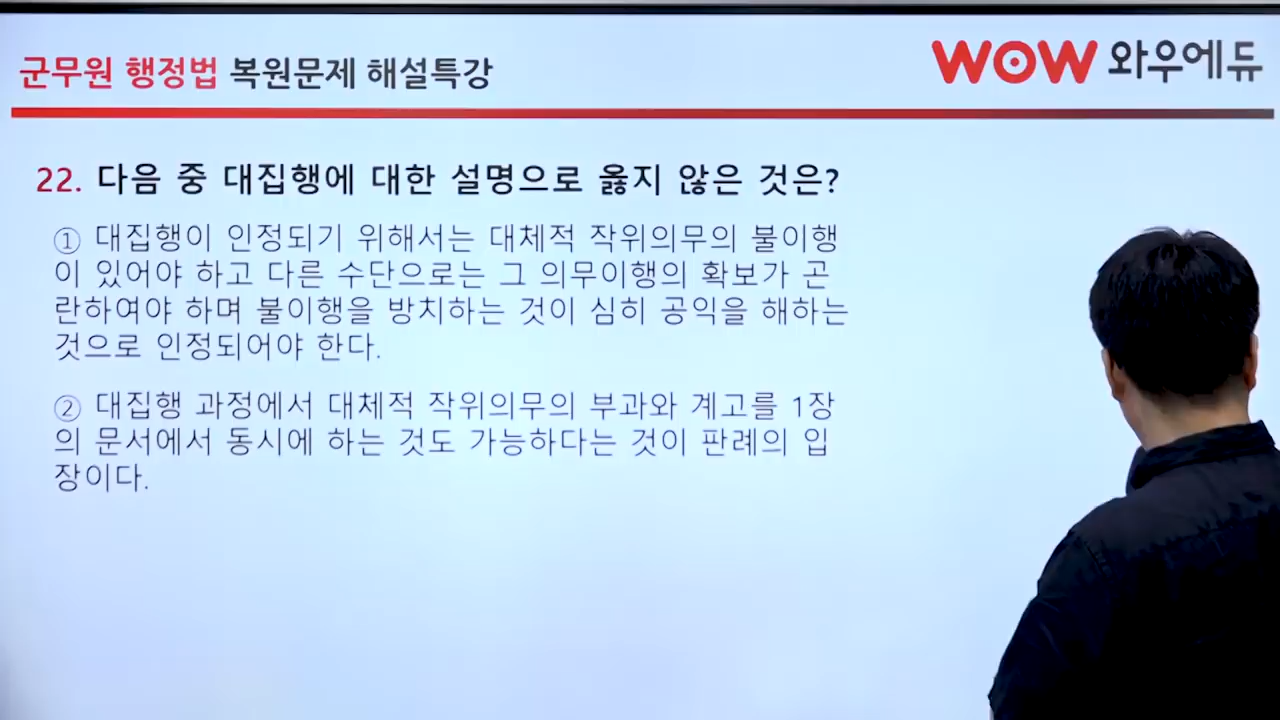 군무원 행정법 복원문제 해설특강
WOW 와우에듀
22. 다음 중 대집행에 대한 설명으로 옳지 않은 것은?
① 대집행이 인정되기 위해서는 대체적 작위의무의 불이행
이 있어야 하고 다른 수단으로는 그 의무이행의 확보가 곤
란하여야 하며 불이행을 방치하는 것이 심히 공익을 해하는
것으로 인정되어야 한다.
② 대집행 과정에서 대체적 작위의무의 부과와 계고를 1장
의 문서에서 동시에 하는 것도 가능하다는 것이 판례의 입
장이다.